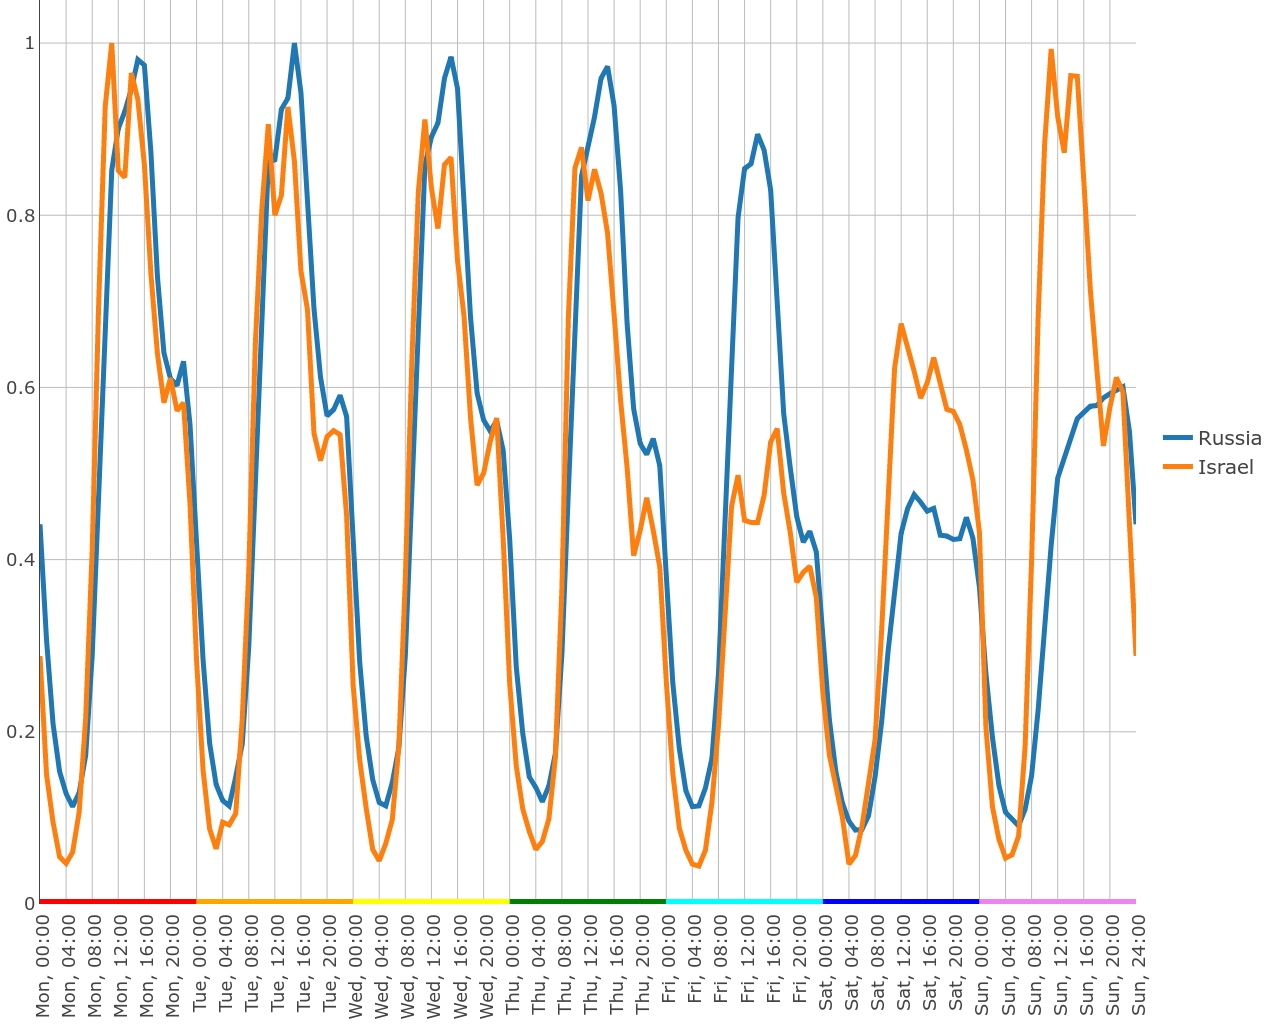 1
0.8
0.6
0.4
0.2
0
Russia
Israel
Mon, 00:00
Mon, 04:00
Mon, 08:00
Mon, 12:00
Mon, 16:00
Mon, 20:00
Tue, 00:00
Tue, 04:00
Tue, 08:00
Tue, 12:00
Tue, 16:00
Tue, 20:00
Wed, 00:00
Wed, 04:00
Wed, 08:00
Wed, 12:00
Wed, 16:00
Wed, 20:00
Thu, 00:00
Thu, 04:00
Thu, 08:00
Thu, 12:00
Thu, 16:00
Thu, 20:00
Fri, 00:00
Fri, 04:00
Fri, 08:00
Fri, 12:00
Fri, 16:00
Fri, 20:00
Sat, 00:00
Sat, 04:00
Sat, 08:00
Sat, 12:00
Sat, 16:00
Sat, 20:00
Sun, 00:00
Sun, 04:00
Sun, 08:00
Sun, 12:00
Sun, 16:00
Sun, 20:00
Sun, 24:00